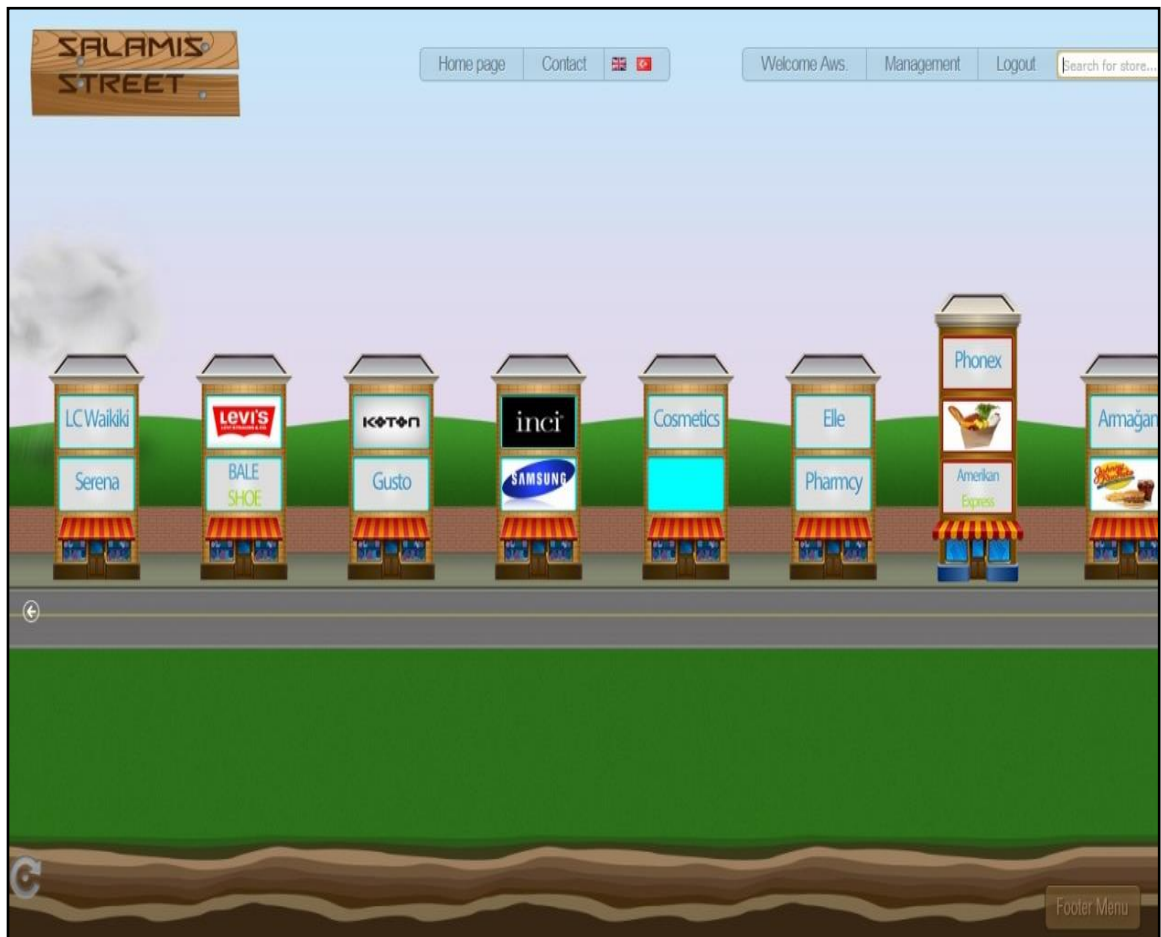 SALAMIS
STREET
Home page
Contact
Welcome Aws.
Management
Logout
Search for store...
Phonex
LC Waikiki
LEVI'S
KOTON
inci
Cosmetics
Elle
Armağan
Serena
BALE
SHOE
Gusto
SAMSUNG
Pharmcy
Amerikan
Express
Footer Menu